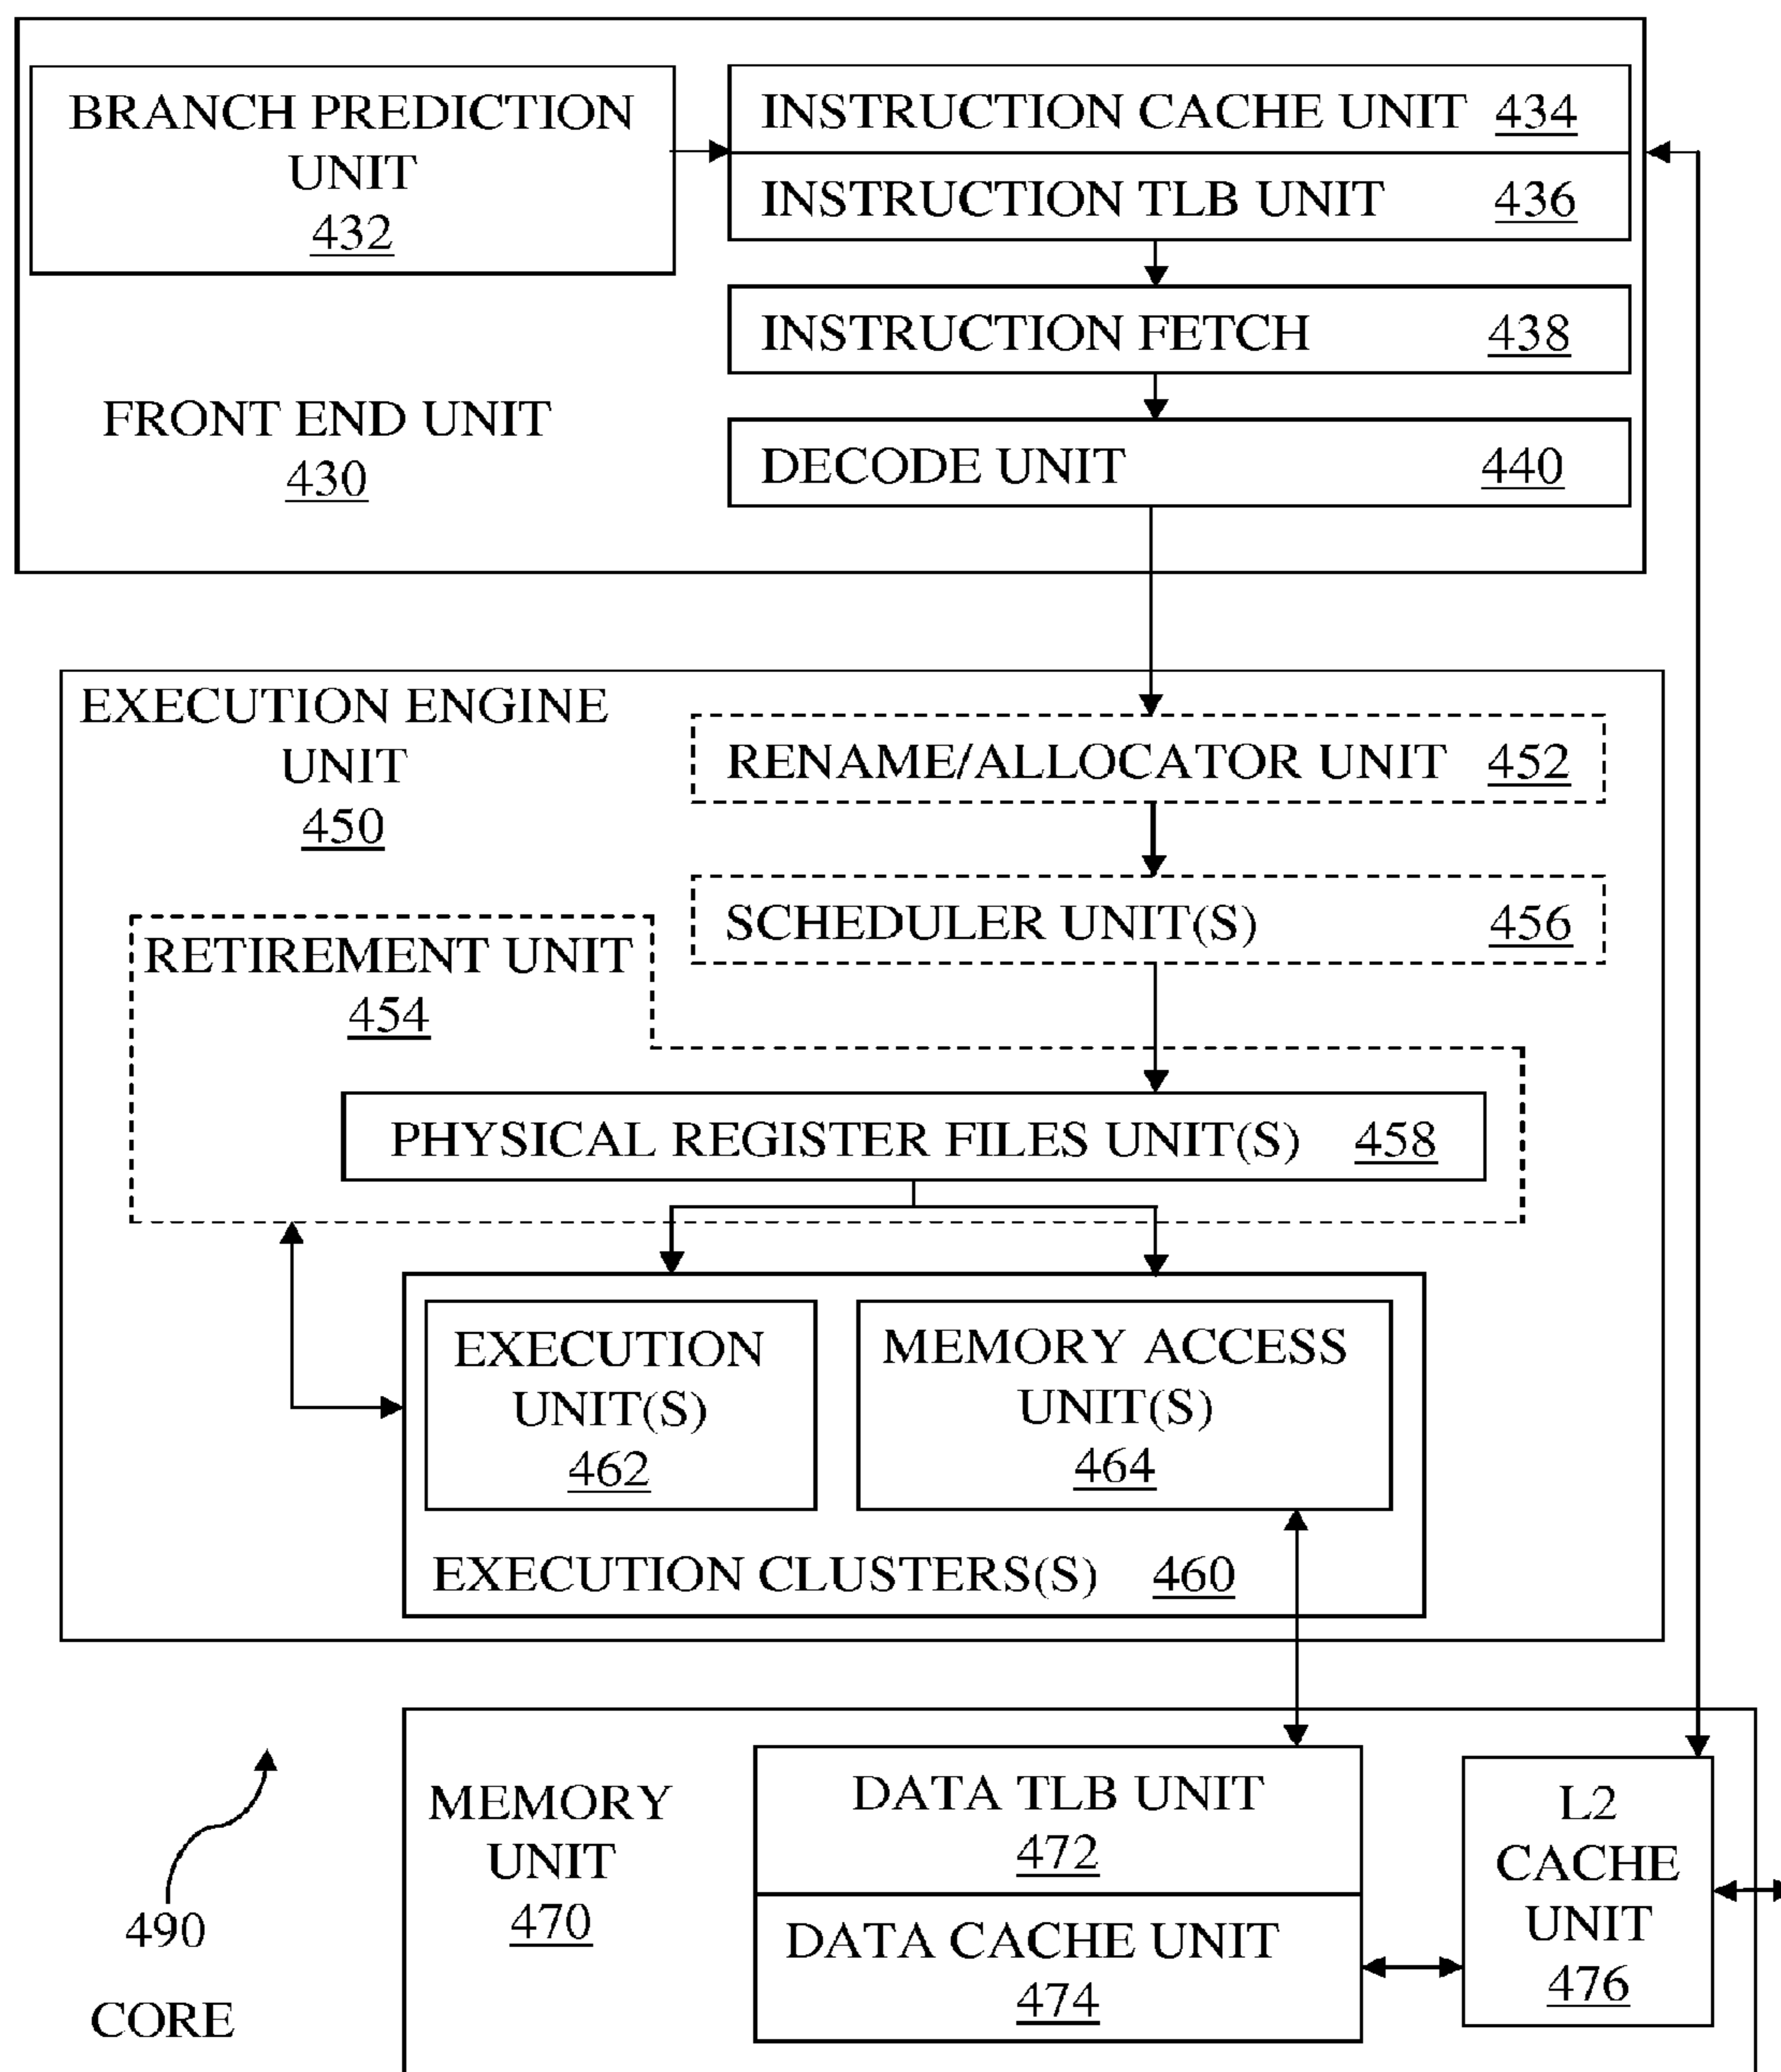 BRANCH PREDICTION
UNIT
432
INSTRUCTION CACHE UNIT 434
INSTRUCTION TLB UNIT 436
INSTRUCTION FETCH 438
FRONT END UNIT
430
DECODE UNIT 440
EXECUTION ENGINE
UNIT
450
RENAME/ALLOCATOR UNIT 452
SCHEDULER UNIT(S) 456
RETIREMENT UNIT
454
PHYSICAL REGISTER FILES UNIT(S) 458
EXECUTION
UNIT(S)
462
MEMORY ACCESS
UNIT(S)
464
EXECUTION CLUSTERS(S) 460
MEMORY
UNIT
470
DATA TLB UNIT
472
DATA CACHE UNIT
474
L2
CACHE
UNIT
476
490
CORE